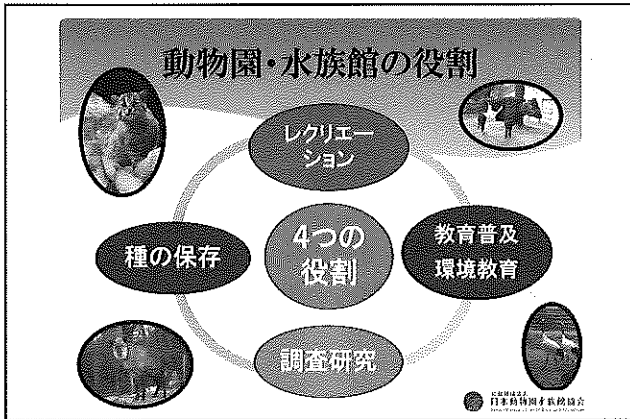 動物園・水族館の役割
レクリエー
ション
種の保存
4つの
役割
教育普及
環境教育
調査研究
日本動物園水族館協会